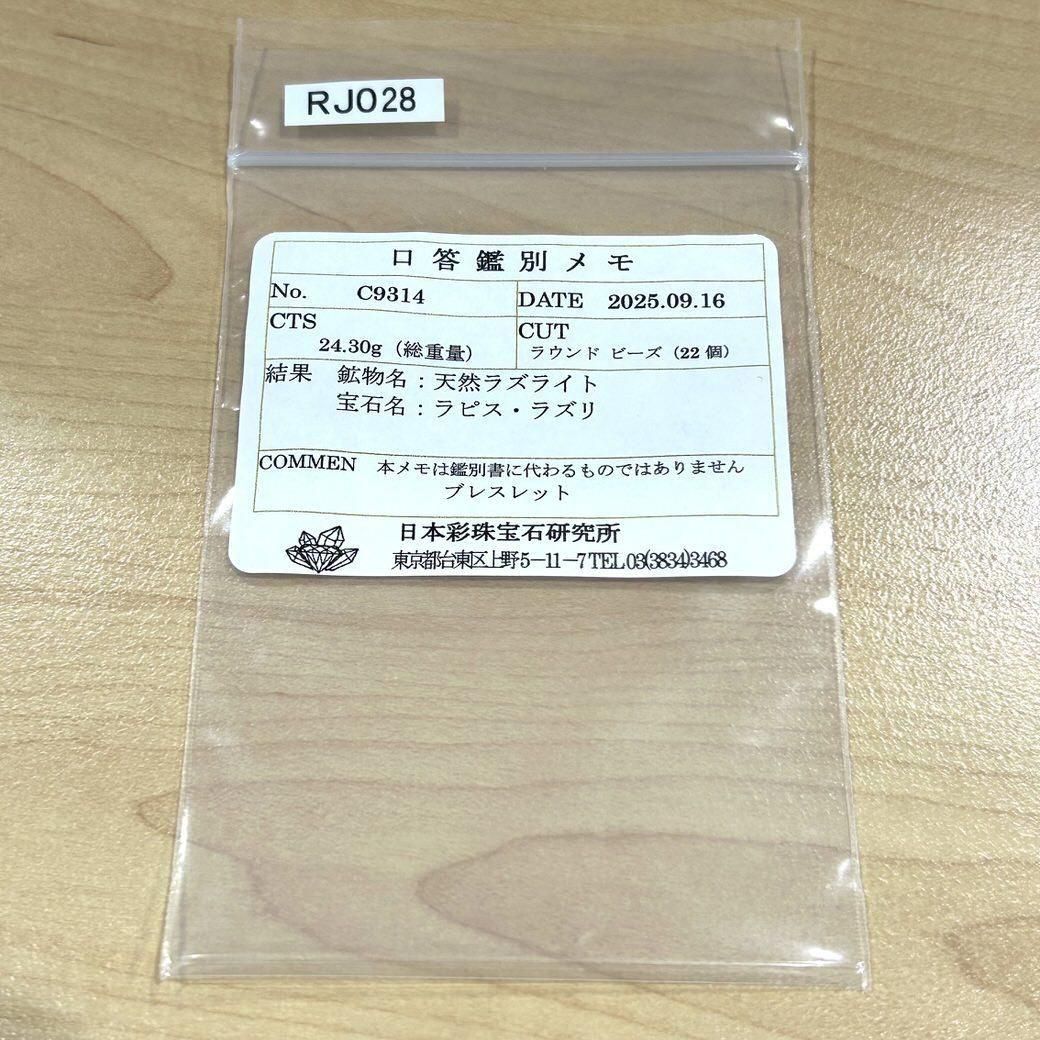 RJ028
口答鑑別メモ
No. C9314 DATE 2025.09.16
CTS CUT
24.30g（総重量） ラウンド ビーズ（22個）
結果 鉱物名：天然ラズライト
宝石名：ラピス・ラズリ
COMMEN 本メモは鑑別書に代わるものではありません
ブレスレット
日本彩珠宝石研究所
東京都台東区上野5－11－7 TEL 03(3834)3468